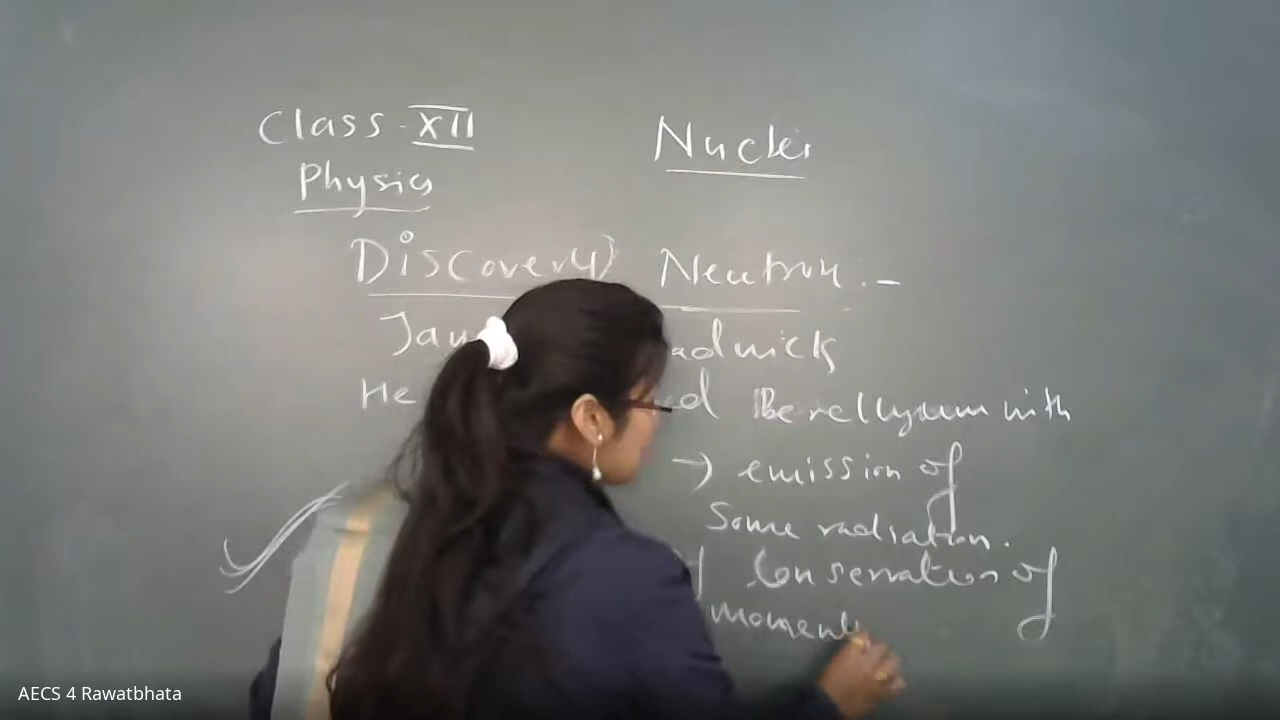 Class - XII
Nuclei
Physics
Discovery Neutron :-
He Berellyum with
→ emission of
Some radiation.
Conservation of
AECS 4 Rawatbhata